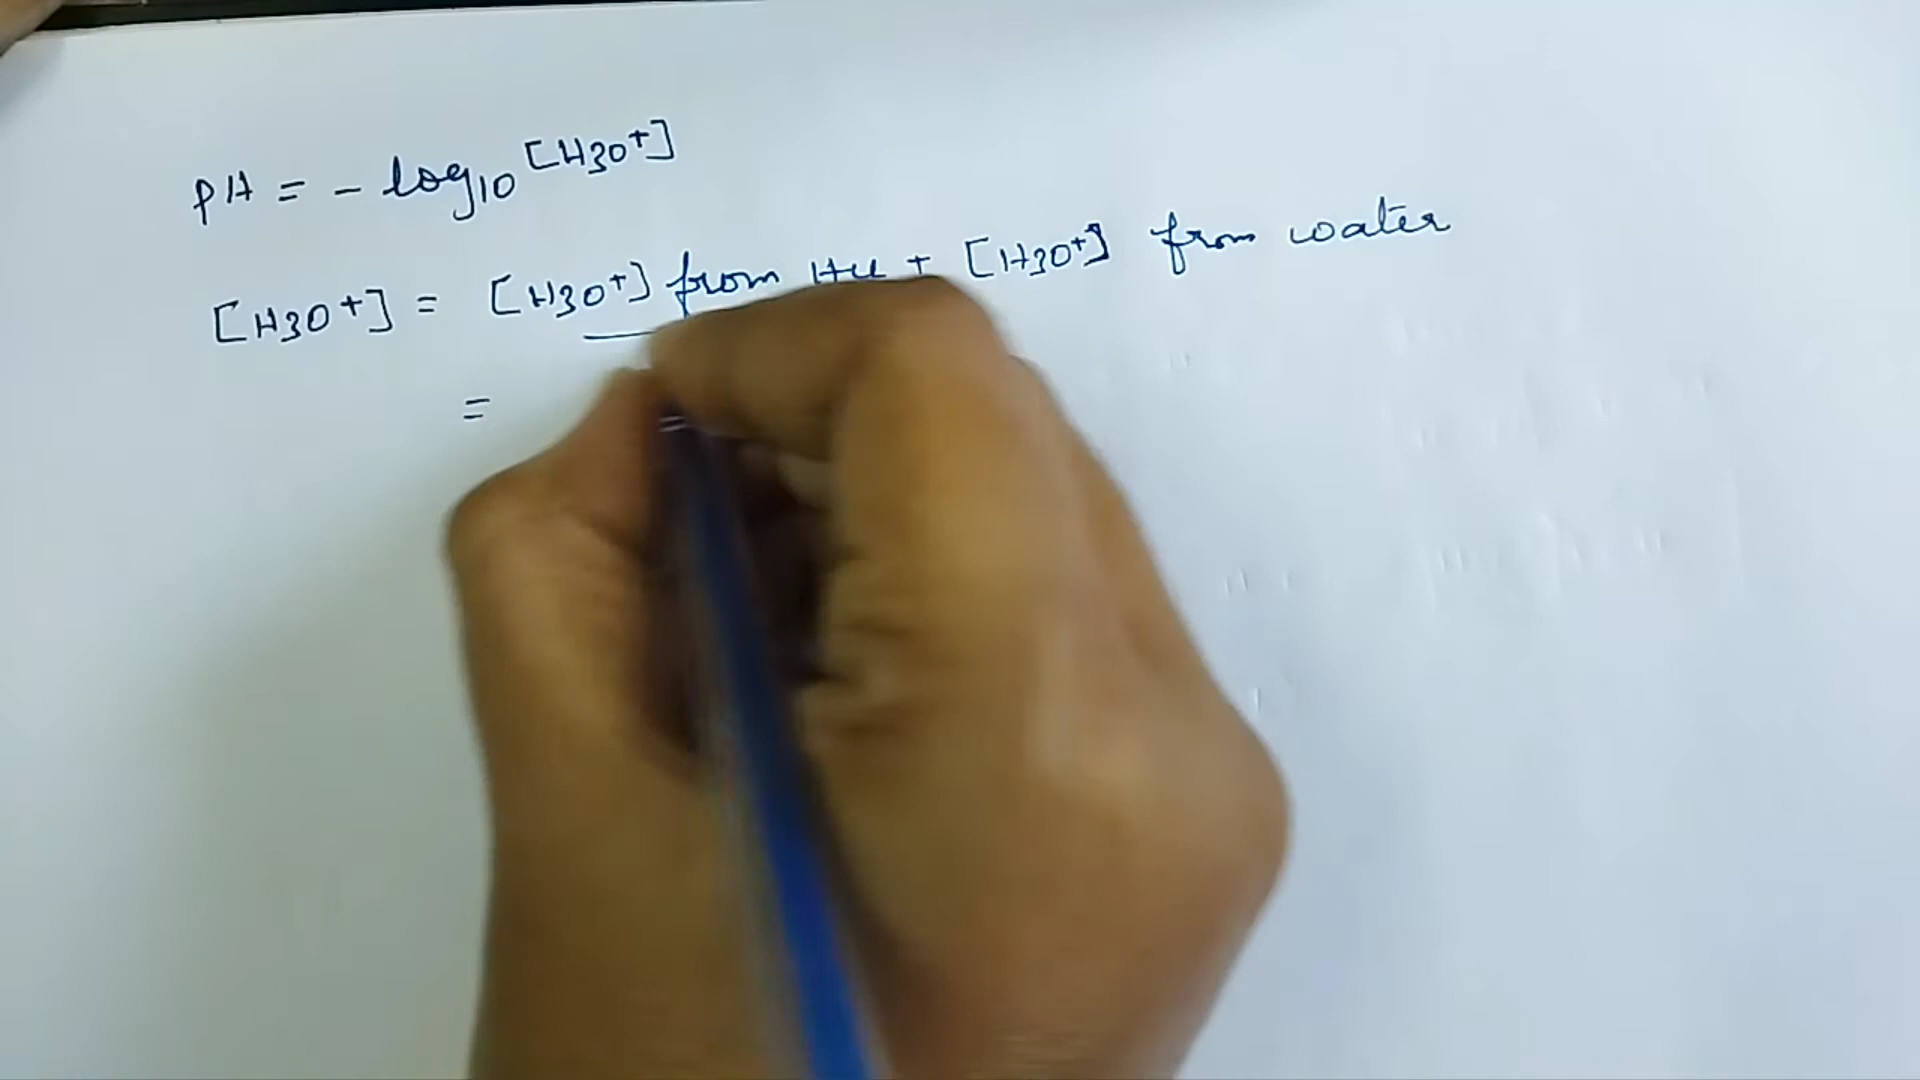 PH = - log10 [H3O+]
[H3O+] = [H3O+] from HCl + [H3O+] from water
=